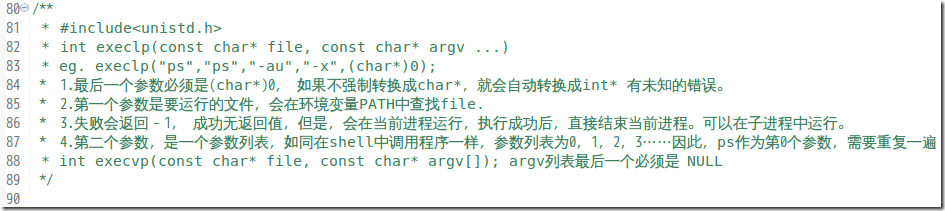 80 /**
81  * #include<unistd.h>
82  * int execlp(const char* file, const char* argv ...)
83  * eg. execlp("ps","ps","-au","-x",(char*)0);
84  * 1.最后一个参数必须是(char*)0， 如果不强制转换成char*，就会自动转换成int* 有未知的错误。
85  * 2.第一个参数是要运行的文件，会在环境变量PATH中查找file.
86  * 3.失败会返回－1， 成功无返回值，但是，会在当前进程运行，执行成功后，直接结束当前进程。可以在子进程中运行。
87  * 4.第二个参数，是一个参数列表，如同在shell中调用程序一样，参数列表为0，1，2，3……因此，ps作为第0个参数，需要重复一遍
88  * int execvp(const char* file, const char* argv[]); argv列表最后一个必须是 NULL
89  */
90